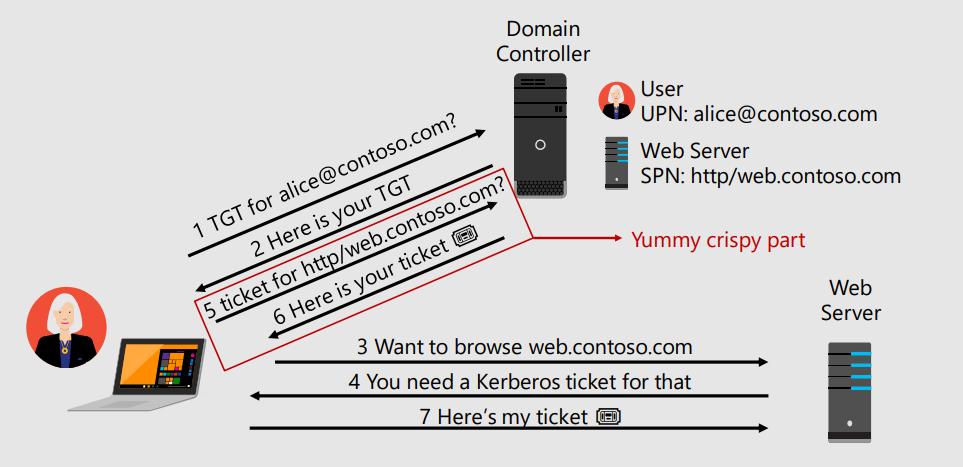 Domain
Controller
User
UPN: alice@contoso.com
Web Server
SPN: http/web.contoso.com
1 TGT for alice@contoso.com?
2 Here is your TGT
5 ticket for http/web.contoso.com?
6 Here is your ticket
Yummy crispy part
Web
Server
3 Want to browse web.contoso.com
4 You need a Kerberos ticket for that
7 Here’s my ticket